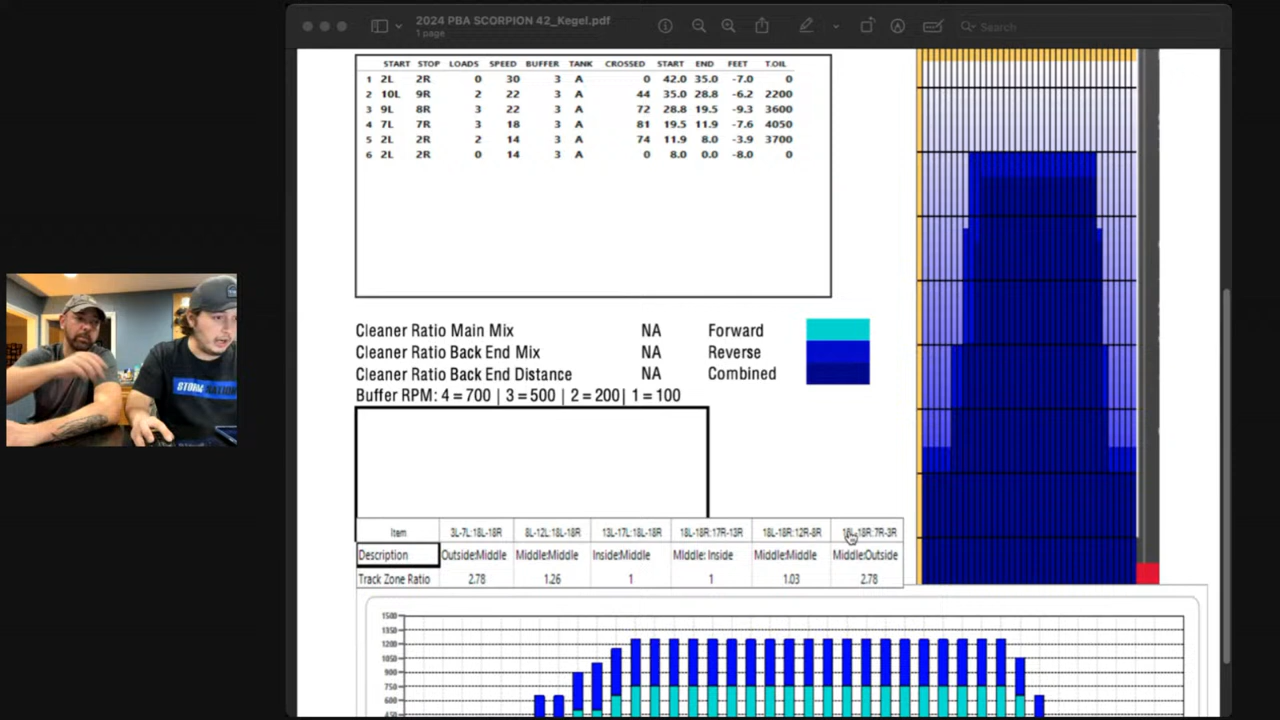 2024 PBA SCORPION 42_Kegel.pdf
1 page
Search
START STOP LOADS SPEED BUFFER TANK CROSSED START END FEET T.OIL
1 2L 2R 0 30 3 A 0 42.0 35.0 -7.0 0
2 10L 9R 2 22 3 A 44 35.0 28.8 -6.2 2200
3 9L 8R 3 22 3 A 72 28.8 19.5 -9.3 3600
4 7L 7R 3 18 3 A 81 19.5 11.9 -7.6 4050
5 2L 2R 2 14 3 A 74 11.9 8.0 -3.9 3700
6 2L 2R 0 14 3 A 0 8.0 0.0 -8.0 0
Cleaner Ratio Main Mix NA Forward
Cleaner Ratio Back End Mix NA Reverse
Cleaner Ratio Back End Distance NA Combined
Buffer RPM: 4 = 700 | 3 = 500 | 2 = 200| 1 = 100
Item 3L-7L:18L-18R 8L-12L:18L-18R 13L-17L:18L-18R 18L-18R:17R-13R 18L-18R:12R-8R 18L-18R:7R-3R
Description Outside:Middle Middle:Middle Inside:Middle MIddle: Inside Middle:Middle Middle:Outside
Track Zone Ratio 2.78 1.26 1 1 1.03 2.78
1500
1350
1200
1050
900
750
600
450
STORM NATION